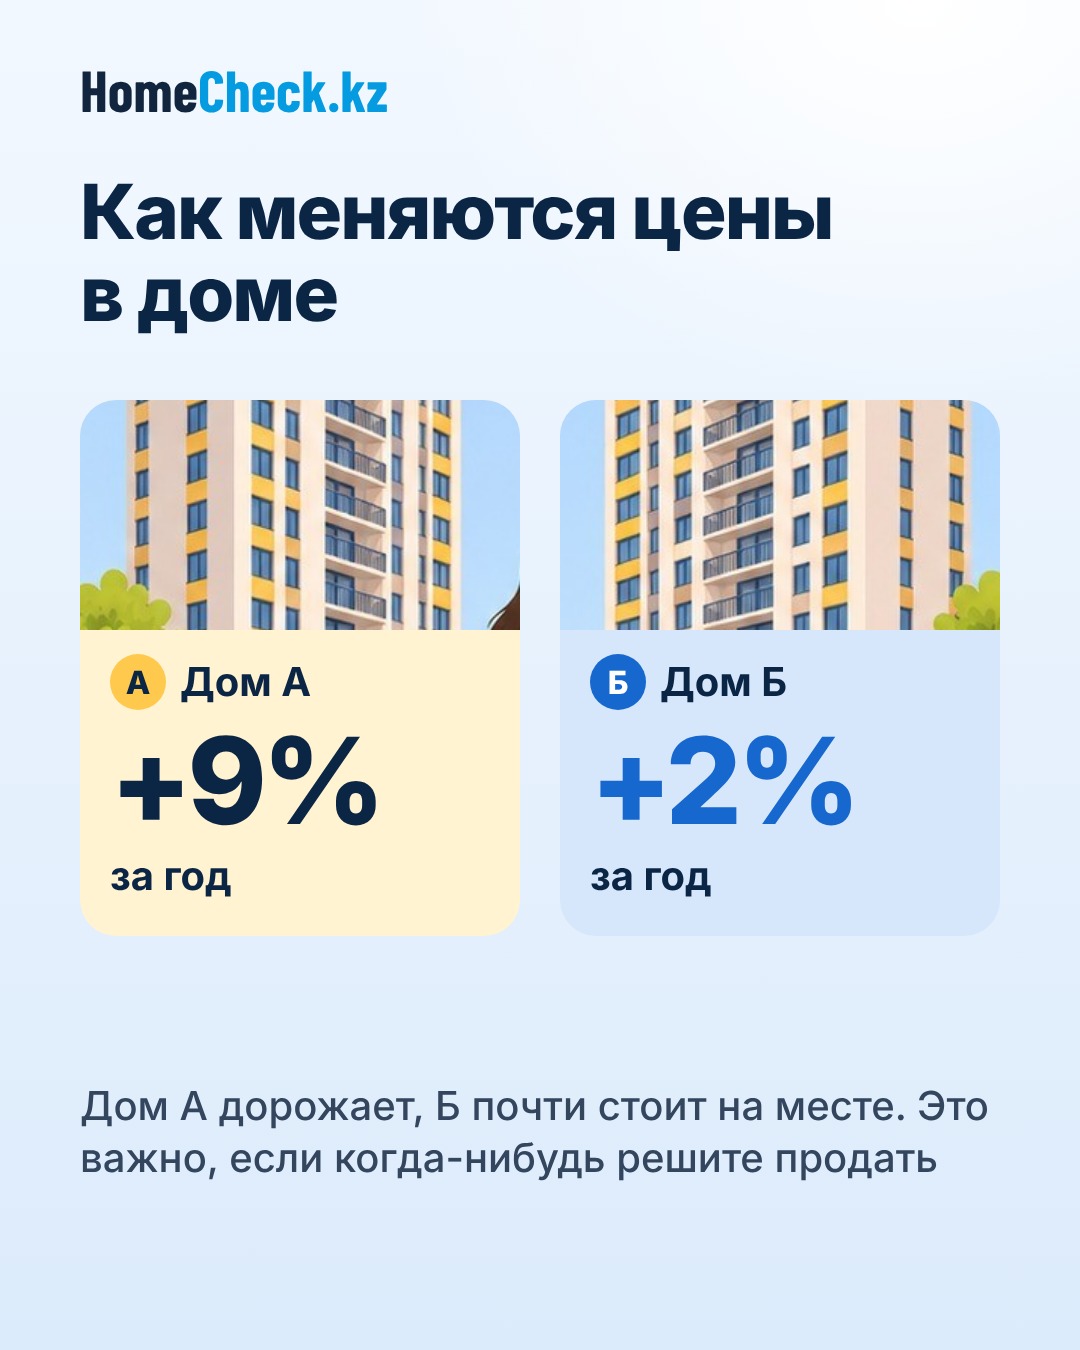 HomeCheck.kz
Как меняются цены
в доме
А Дом А
+9%
за год
Б Дом Б
+2%
за год
Дом А дорожает, Б почти стоит на месте. Это
важно, если когда-нибудь решите продать